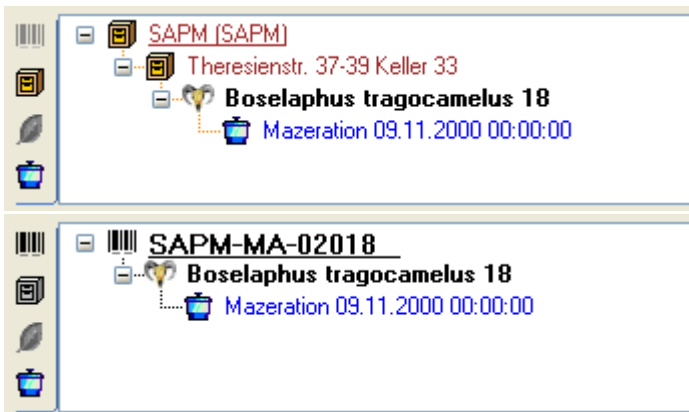 SAPM (SAPM)
Theresienstr. 37-39 Keller 33
Boselaphus tragocamelus 18
Mazeration 09.11.2000 00:00:00
SAPM-MA-02018
Boselaphus tragocamelus 18
Mazeration 09.11.2000 00:00:00